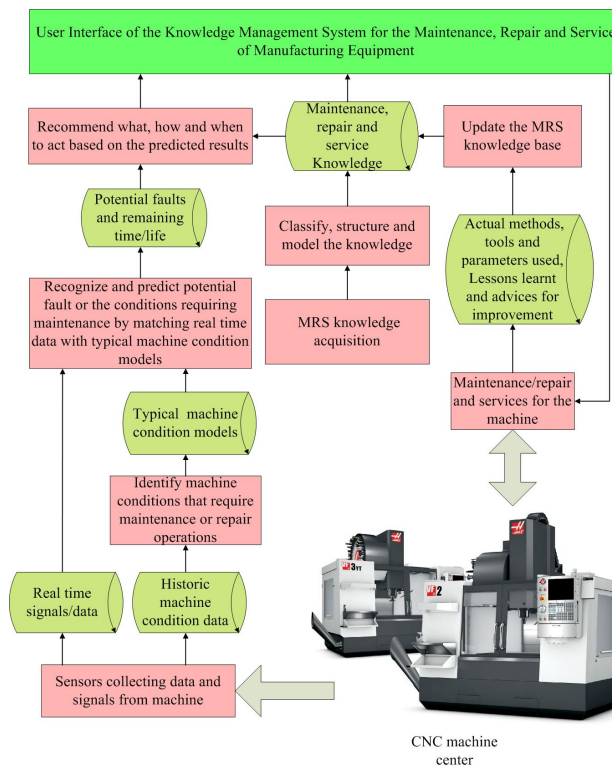 User Interface of the Knowledge Management System for the Maintenance, Repair and Service
of Manufacturing Equipment
Recommend what, how and when
to act based on the predicted results
Maintenance,
repair and
service
Knowledge
Update the MRS
knowledge base
Potential faults
and remaining
time/life
Classify, structure and
model the knowledge
Actual methods,
tools and
parameters used,
Lessons learnt
and advices for
improvement
Recognize and predict potential
fault or the conditions requiring
maintenance by matching real time
data with typical machine condition
models
MRS knowledge
acquisition
Maintenance/repair
and services for the
machine
Typical machine
condition models
Identify machine
conditions that require
maintenance or repair
operations
Real time
signals/data
Historic
machine
condition data
Sensors collecting data and
signals from machine
VF 3YT
VF2
CNC machine
center